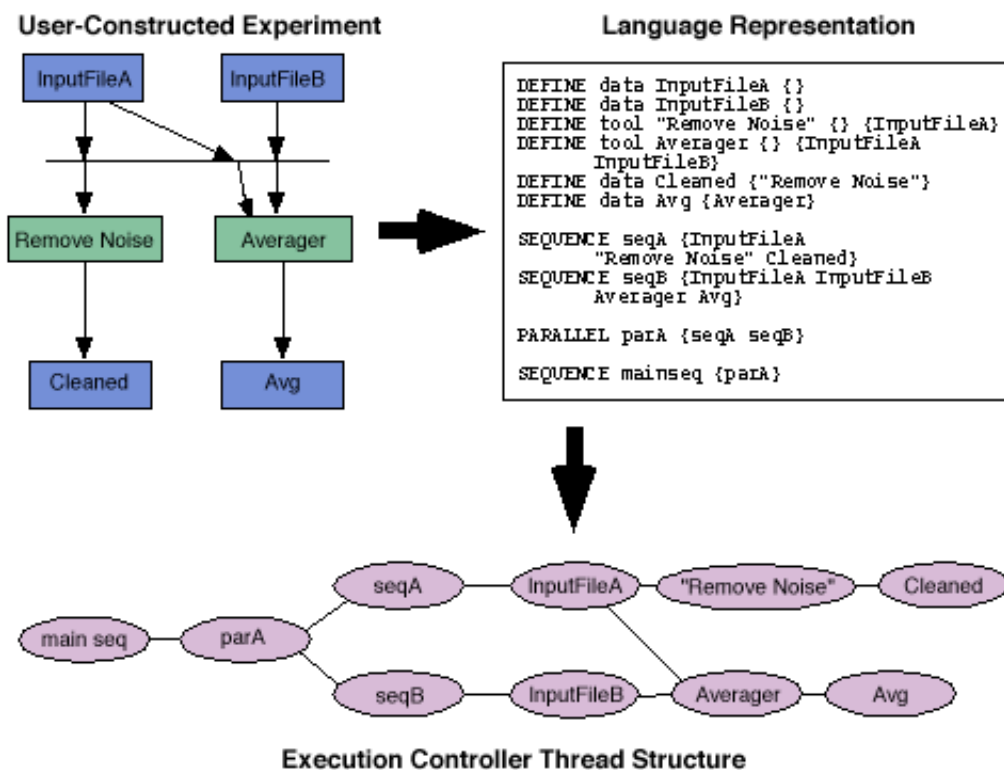 User-Constructed Experiment
InputFileA
InputFileB
Remove Noise
Averager
Cleaned
Avg
Language Representation
DEFINE data InputFileA {}
DEFINE data InputFileB {}
DEFINE tool "Remove Noise" {} {InputFileA}
DEFINE tool Averager {} {InputFileA
InputFileB}
DEFINE data Cleaned {"Remove Noise"}
DEFINE data Avg {Averager}
SEQUENCE seqA {InputFileA
"Remove Noise" Cleaned}
SEQUENCE seqB {InputFileA InputFileB
Averager Avg}
PARALLEL parA {seqA seqB}
SEQUENCE mainseq {parA}
seqA
InputFileA
"Remove Noise"
Cleaned
main seq
parA
seqB
InputFileB
Averager
Avg
Execution Controller Thread Structure